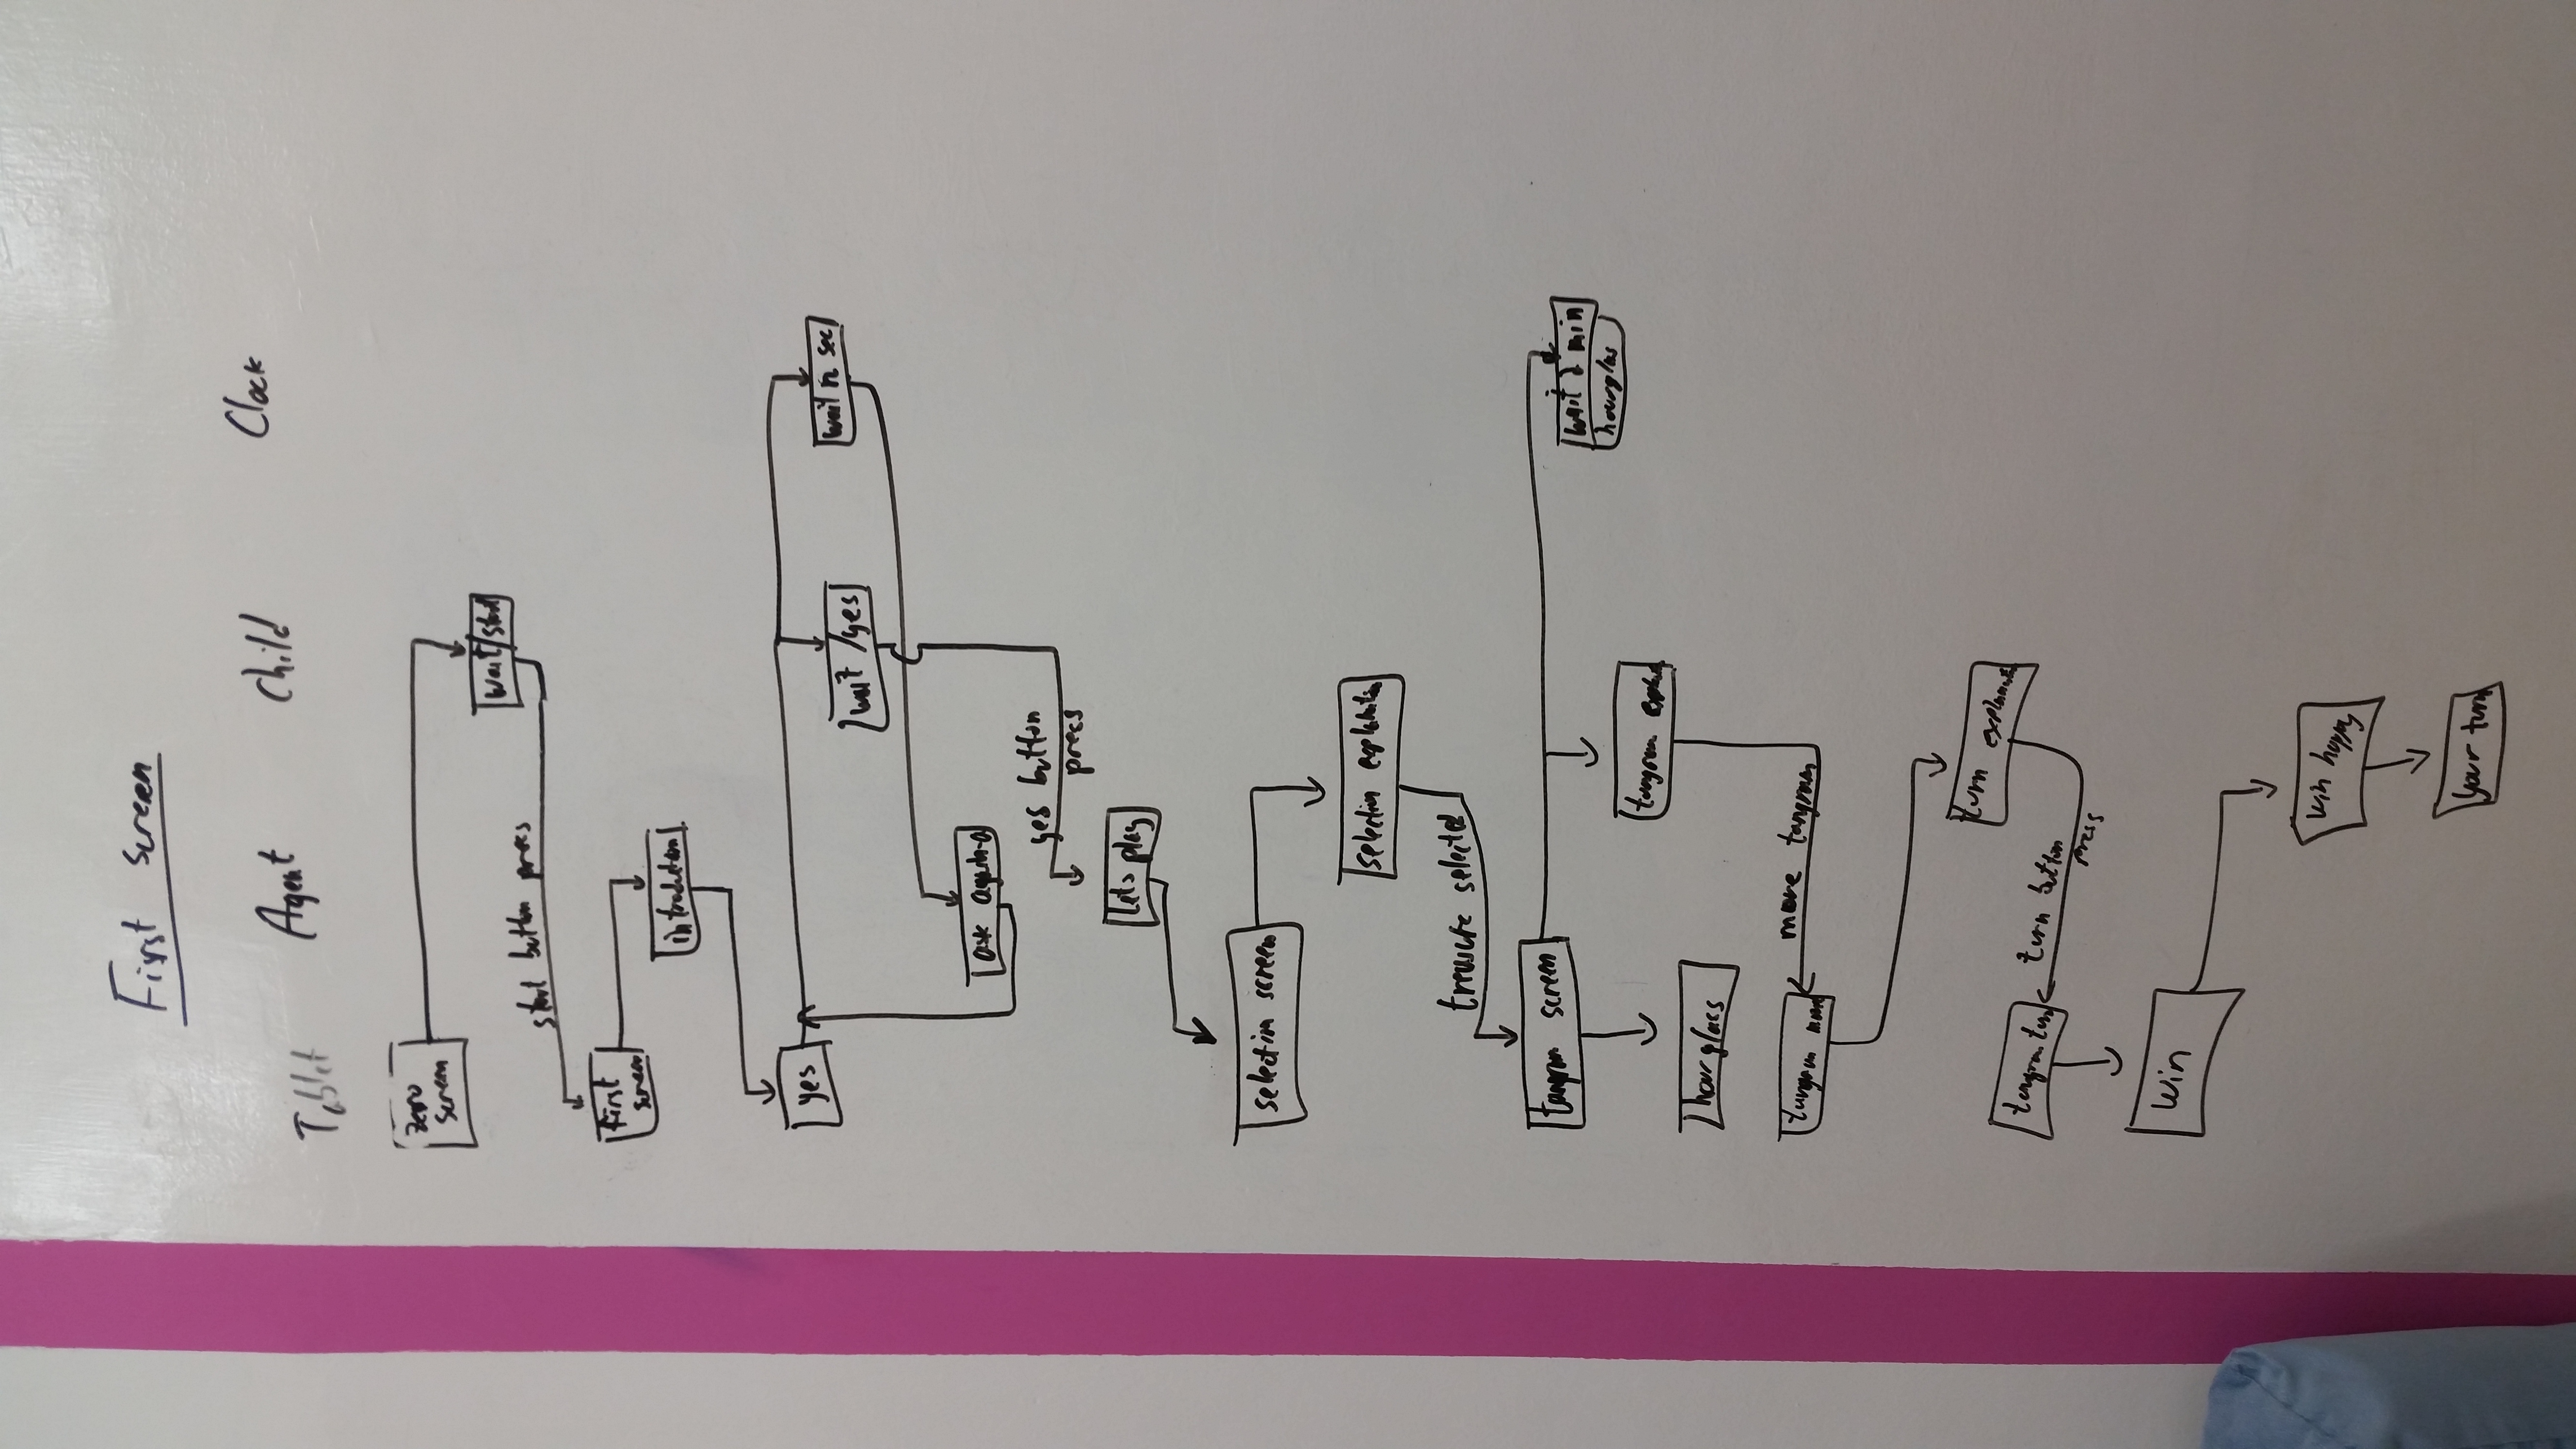 First screen
Tablet
Agent
Child
Clock
zero
screen
wait/start
start button press
First
screen
introduction
yes
wait/yes
wait n sec
ask again
yes button
press
Lets play
selection screen
selection explanation
treasure selected
tangram screen
wait 2 min
hourglass
tangram
hourglass
more tangram
tangram move
turn
explanation
tangram turn
turn button
press
win
win happy
your turn